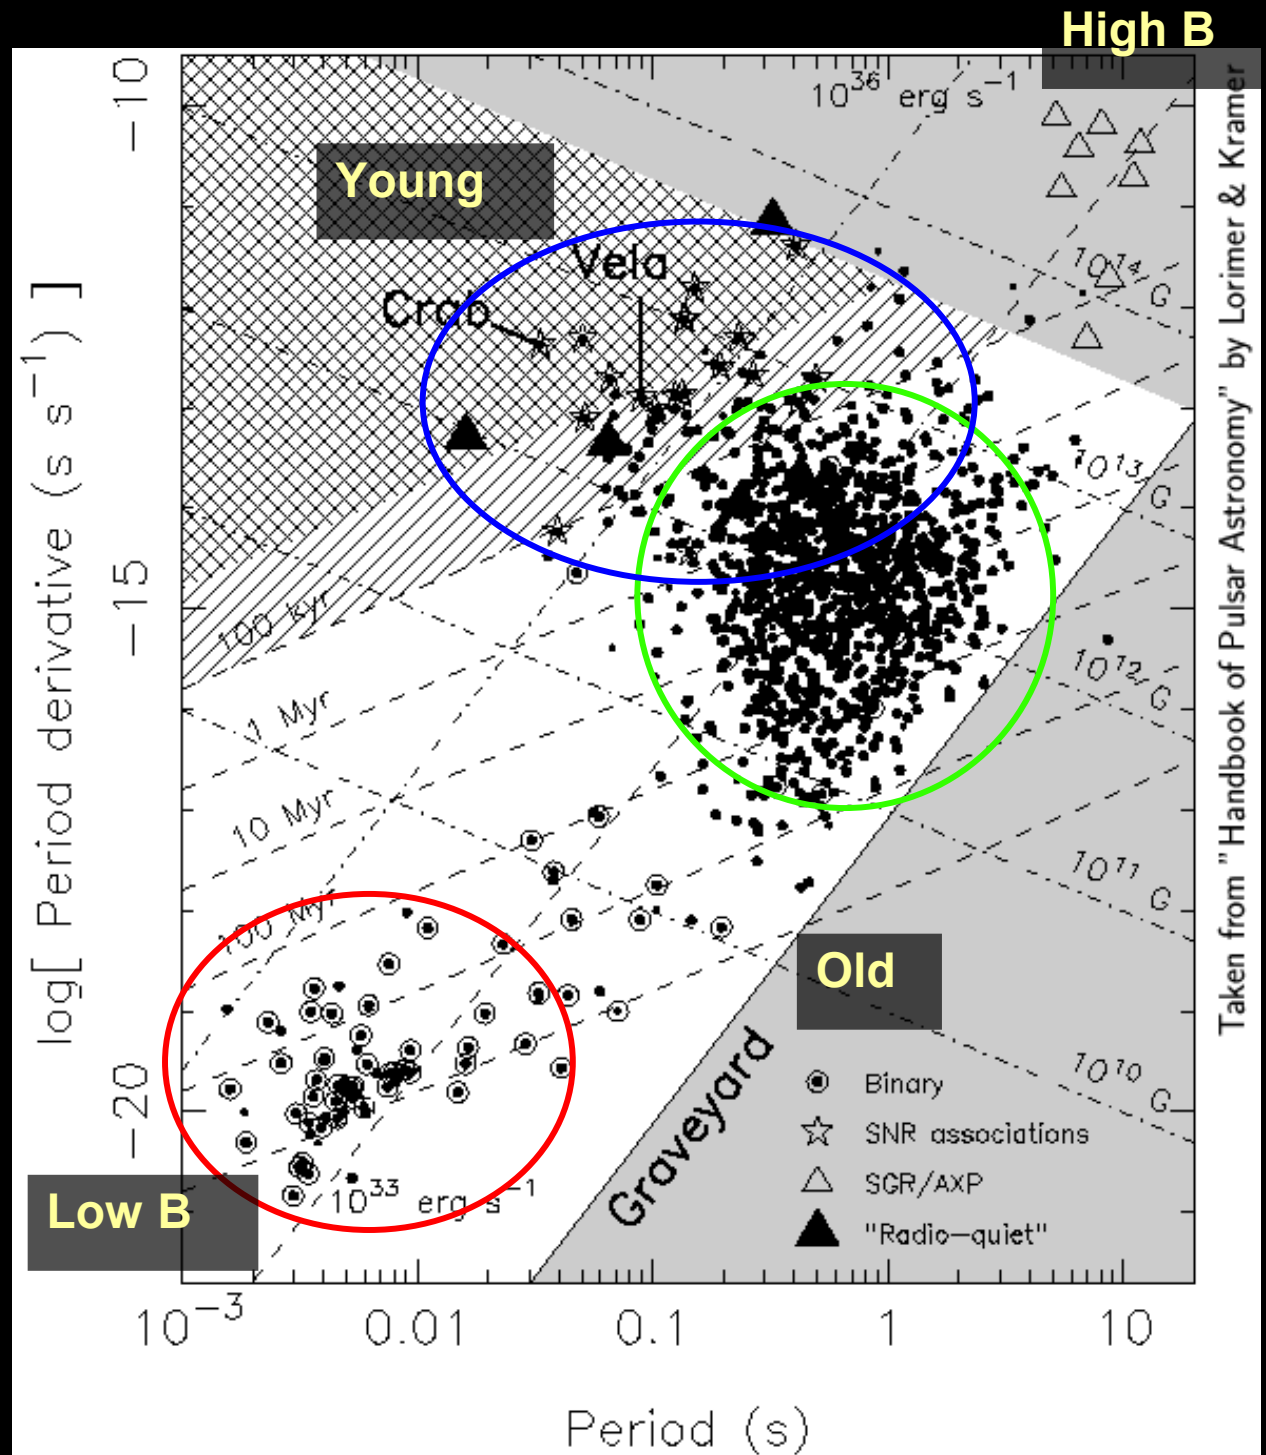 High B
10^36 erg s^-1
-10
Young
Vela
Crab
10^14 G
10^13 G
-15
100 kyr
1 Myr
10^12 G
10 Myr
10^11 G
100 Myr
Old
10^10 G
-20
Low B
10^33 erg s^-1
Graveyard
Binary
SNR associations
SGR/AXP
"Radio-quiet"
10^-3
0.01
0.1
1
10
Period (s)
log[ Period derivative (s s^-1) ]
Taken from "Handbook of Pulsar Astronomy" by Lorimer & Kramer